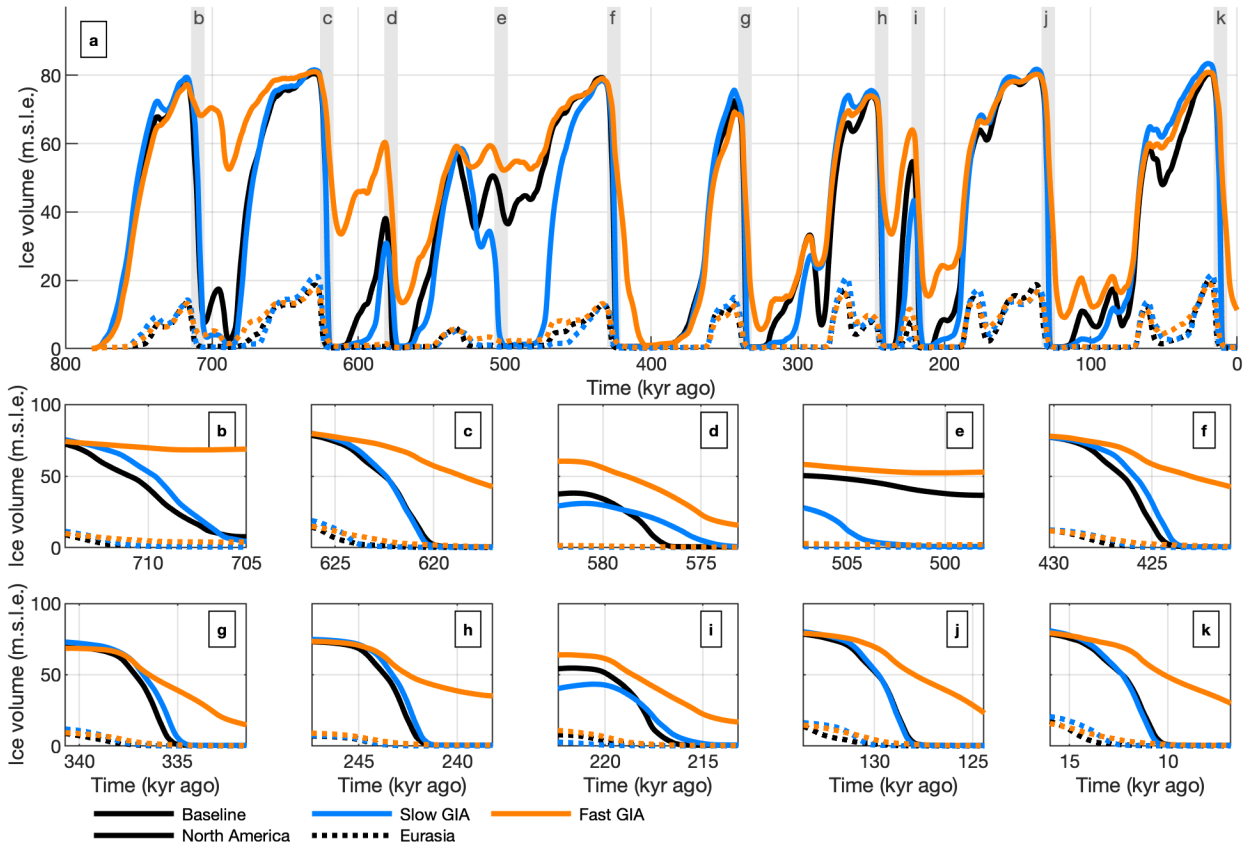 a
b c d e f g h i j k
Ice volume (m.s.l.e.)
80
60
40
20
0
800 700 600 500 400 300 200 100 0
Time (kyr ago)
Ice volume (m.s.l.e.)
100
50
0
b
710 705
c
625 620
d
580 575
e
505 500
f
430 425
Ice volume (m.s.l.e.)
100
50
0
g
340 335
h
245 240
i
220 215
j
130 125
k
15 10
Time (kyr ago) Time (kyr ago) Time (kyr ago) Time (kyr ago) Time (kyr ago)
Baseline Slow GIA Fast GIA
North America Eurasia